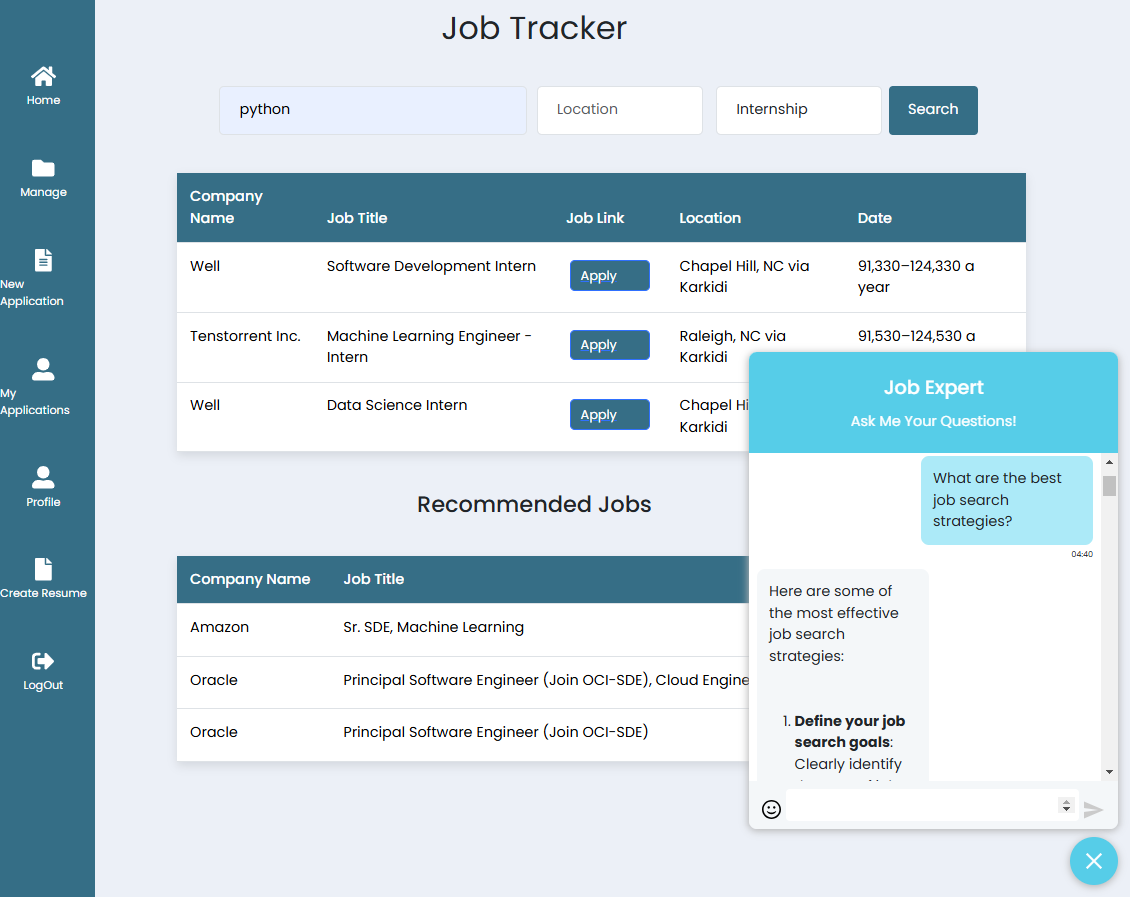 Job Tracker
Home
Manage
New
Application
My
Applications
Profile
Create Resume
LogOut
python
Location
Internship
Search
Company
Name
Job Title
Job Link
Location
Date
Well
Software Development Intern
Apply
Chapel Hill, NC via
Karkidi
91,330–124,330 a
year
Tenstorrent Inc.
Machine Learning Engineer -
Intern
Apply
Raleigh, NC via
Karkidi
91,530–124,530 a
Well
Data Science Intern
Apply
Chapel Hi
Karkidi
Recommended Jobs
Company Name
Job Title
Amazon
Sr. SDE, Machine Learning
Oracle
Principal Software Engineer (Join OCI-SDE), Cloud Engine
Oracle
Principal Software Engineer (Join OCI-SDE)
Job Expert
Ask Me Your Questions!
What are the best
job search
strategies?
04:40
Here are some of
the most effective
job search
strategies:
1. Define your job
search goals:
Clearly identify